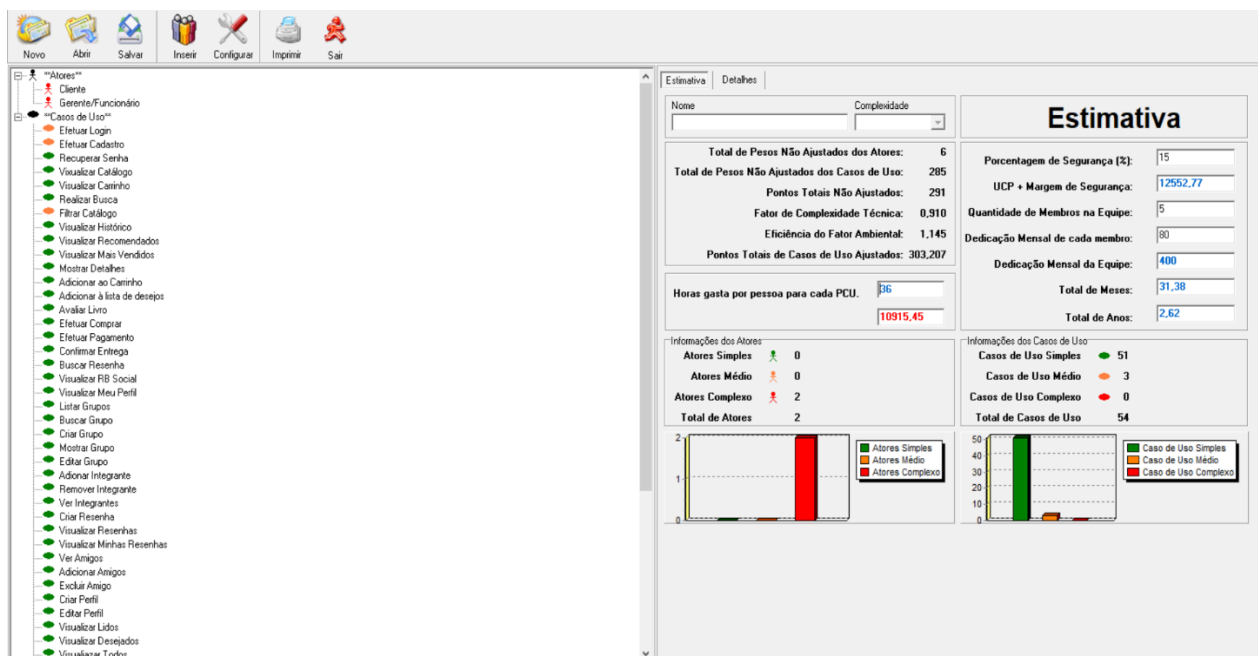 Novo Abrir Salvar Inserir Configurar Imprimir Sair
""Atores""
Cliente
Gerente/Funcionário
""Casos de Uso""
Efetuar Login
Efetuar Cadastro
Recuperar Senha
Vixualizar Catálogo
Visualizar Carrinho
Realizar Busca
Filtrar Catálogo
Visualizar Histórico
Visualizar Recomendados
Visualizar Mais Vendidos
Mostrar Detalhes
Adicionar ao Carrinho
Adicionar à lista de desejos
Avaliar Livro
Efetuar Comprar
Efetuar Pagamento
Confirmar Entrega
Buscar Resenha
Visualizar RB Social
Visualizar Meu Perfil
Listar Grupos
Buscar Grupo
Criar Grupo
Mostrar Grupo
Editar Grupo
Adionar Integrante
Remover Integrante
Ver Integrantes
Criar Resenha
Visualizar Resenhas
Visualizar Minhas Resenhas
Ver Amigos
Adicionar Amigos
Excluir Amigo
Criar Perfil
Editar Perfil
Visualizar Lidos
Visualizar Desejados
Visualiazar Todos
Estimativa Detalhes
Nome Complexidade
Total de Pesos Não Ajustados dos Atores: 6
Total de Pesos Não Ajustados dos Casos de Uso: 285
Pontos Totais Não Ajustados: 291
Fator de Complexidade Técnica: 0,910
Eficiência do Fator Ambiental: 1,145
Pontos Totais de Casos de Uso Ajustados: 303,207
Horas gasta por pessoa para cada PCU. 36
10915,45
Estimativa
Porcentagem de Segurança (%): 15
UCP + Margem de Segurança: 12552,77
Quantidade de Membros na Equipe: 5
Dedicação Mensal de cada membro: 80
Dedicação Mensal da Equipe: 400
Total de Meses: 31,38
Total de Anos: 2,62
Informações dos Atores
Atores Simples 0
Atores Médio 0
Atores Complexo 2
Total de Atores 2
Informações dos Casos de Uso
Casos de Uso Simples 51
Casos de Uso Médio 3
Casos de Uso Complexo 0
Total de Casos de Uso 54
2
1
0
Atores Simples
Atores Médio
Atores Complexo
50
40
30
20
10
0
Caso de Uso Simples
Caso de Uso Médio
Caso de Uso Complexo